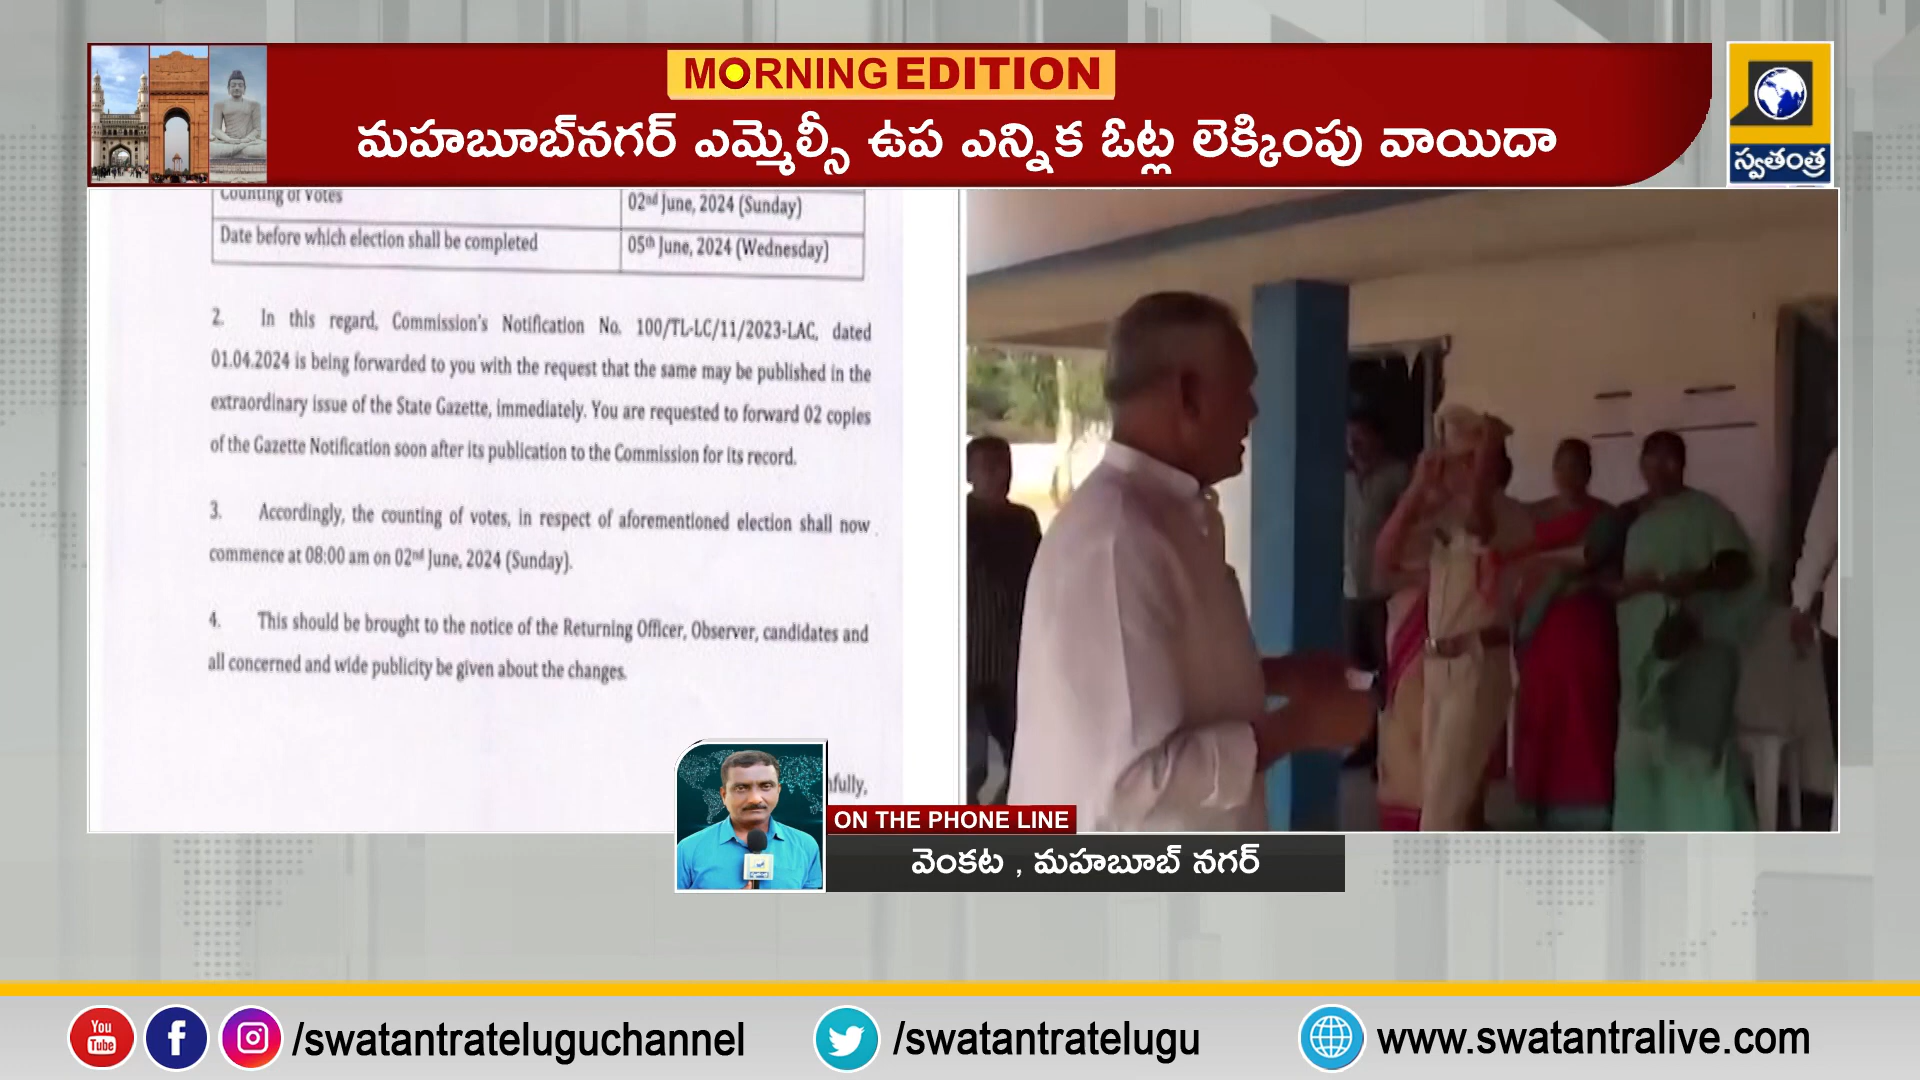 MORNING EDITION
మహబూబ్‌నగర్ ఎమ్మెల్సీ ఉప ఎన్నిక ఓట్ల లెక్కింపు వాయిదా
స్వతంత్ర
Counting of Votes 02nd June, 2024 (Sunday)
Date before which election shall be completed 05th June, 2024 (Wednesday)
2. In this regard, Commission's Notification No. 100/TL-LC/11/2023-LAC, dated
01.04.2024 is being forwarded to you with the request that the same may be published in the
extraordinary issue of the State Gazette, immediately. You are requested to forward 02 copies
of the Gazette Notification soon after its publication to the Commission for its record.
3. Accordingly, the counting of votes, in respect of aforementioned election shall now
commence at 08:00 am on 02nd June, 2024 (Sunday).
4. This should be brought to the notice of the Returning Officer, Observer, candidates and
all concerned and wide publicity be given about the changes.
fully,
ON THE PHONE LINE
వెంకట , మహబూబ్ నగర్
You Tube /swatantrateluguchannel /swatantratelugu www.swatantralive.com